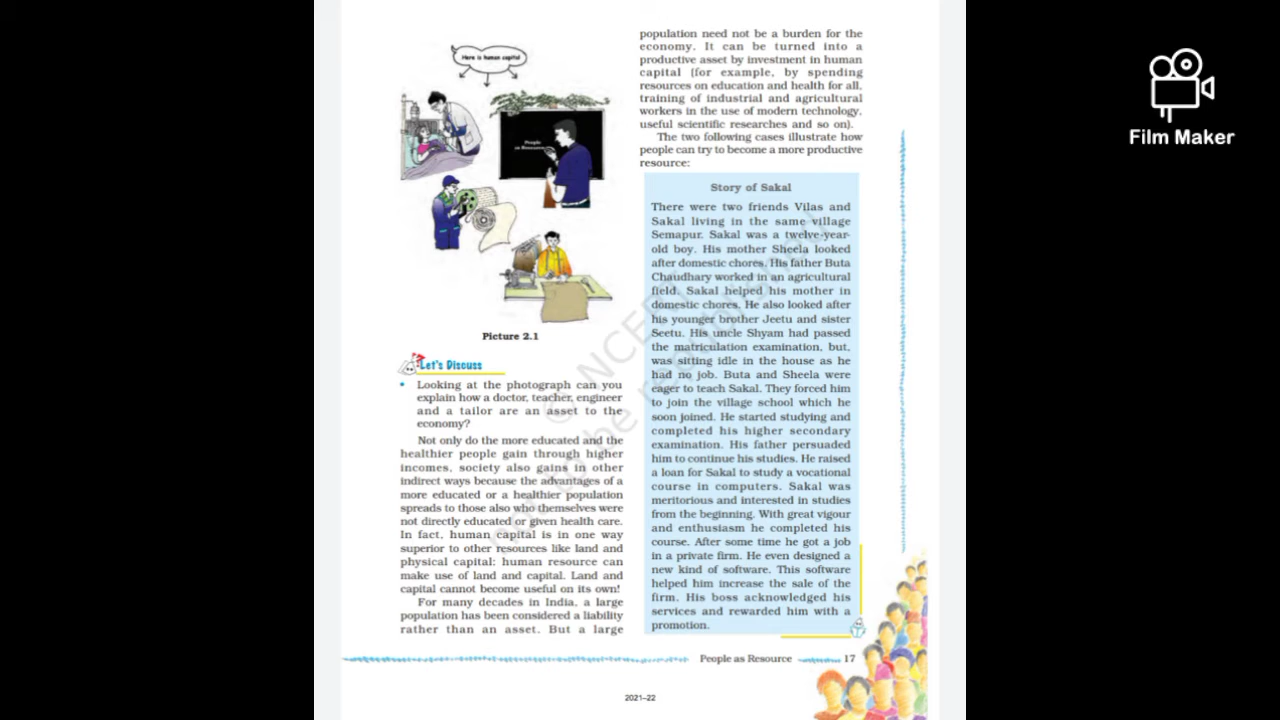 Here is human capital
People
as Resource
Picture 2.1
Let's Discuss
• Looking at the photograph can you
explain how a doctor, teacher, engineer
and a tailor are an asset to the
economy?
Not only do the more educated and the
healthier people gain through higher
incomes, society also gains in other
indirect ways because the advantages of a
more educated or a healthier population
spreads to those also who themselves were
not directly educated or given health care.
In fact, human capital is in one way
superior to other resources like land and
physical capital: human resource can
make use of land and capital. Land and
capital cannot become useful on its own!
For many decades in India, a large
population has been considered a liability
rather than an asset. But a large
population need not be a burden for the
economy. It can be turned into a
productive asset by investment in human
capital (for example, by spending
resources on education and health for all,
training of industrial and agricultural
workers in the use of modern technology,
useful scientific researches and so on).
The two following cases illustrate how
people can try to become a more productive
resource:
Story of Sakal
There were two friends Vilas and
Sakal living in the same village
Semapur. Sakal was a twelve-year-
old boy. His mother Sheela looked
after domestic chores. His father Buta
Chaudhary worked in an agricultural
field. Sakal helped his mother in
domestic chores. He also looked after
his younger brother Jeetu and sister
Seetu. His uncle Shyam had passed
the matriculation examination, but,
was sitting idle in the house as he
had no job. Buta and Sheela were
eager to teach Sakal. They forced him
to join the village school which he
soon joined. He started studying and
completed his higher secondary
examination. His father persuaded
him to continue his studies. He raised
a loan for Sakal to study a vocational
course in computers. Sakal was
meritorious and interested in studies
from the beginning. With great vigour
and enthusiasm he completed his
course. After some time he got a job
in a private firm. He even designed a
new kind of software. This software
helped him increase the sale of the
firm. His boss acknowledged his
services and rewarded him with a
promotion.
People as Resource 17
2021–22
© NCERT
not to be republished
Film Maker